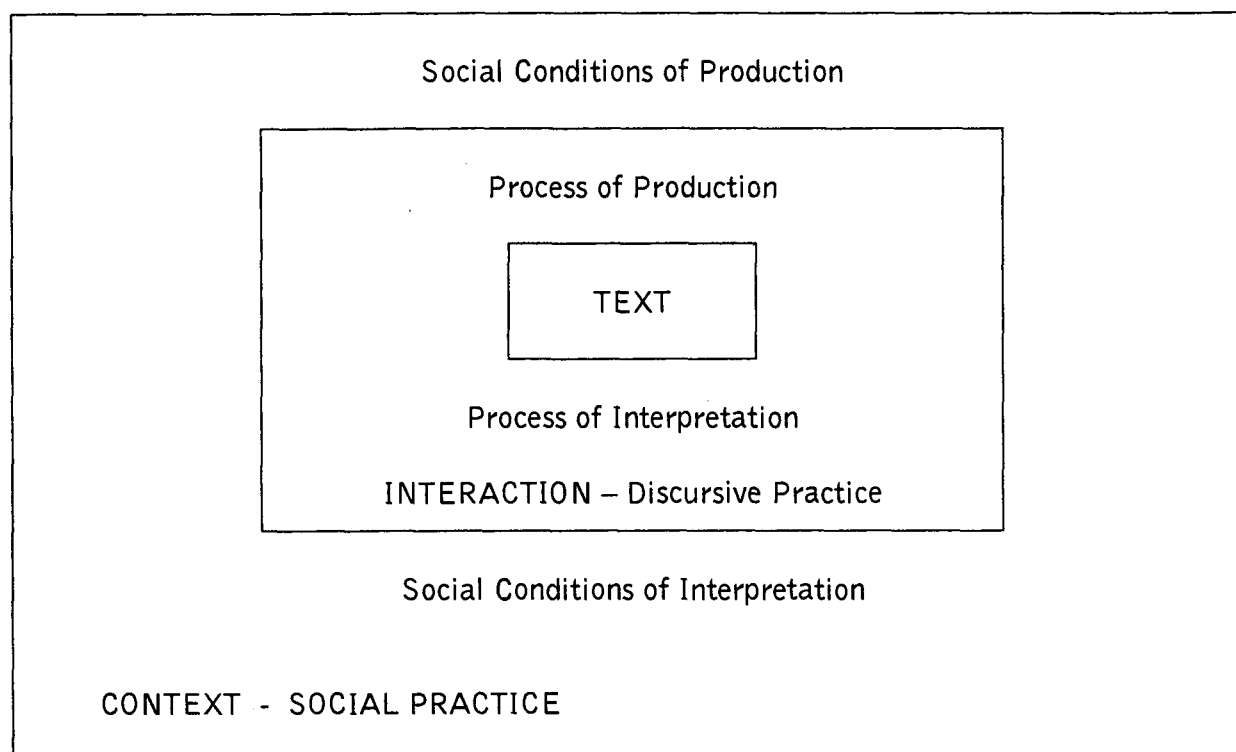 Social Conditions of Production
Process of Production
TEXT
Process of Interpretation
INTERACTION – Discursive Practice
Social Conditions of Interpretation
CONTEXT - SOCIAL PRACTICE